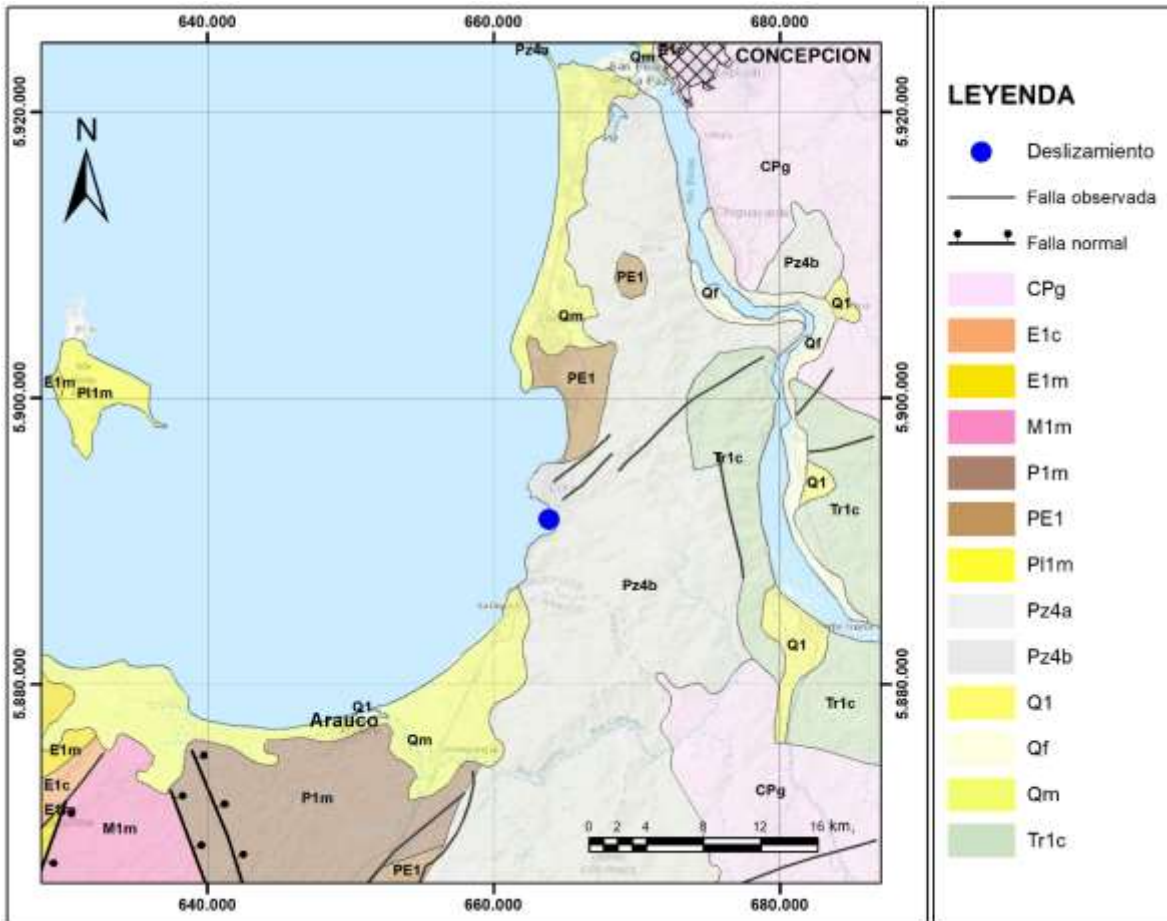 640.000 660.000 680.000
Pz4a
Qm
E1c
CONCEPCION
5.920.000
5.920.000
N
CPg
Pz4b
PE1
Qf
Q1
Qm
Qf
E1m
Pl1m
PE1
5.900.000
5.900.000
Tr1c
Q1
Tr1c
Pz4b
Q1
5.880.000
5.880.000
Q1
Arauco
Tr1c
Qm
E1m
E1c
P1m
CPg
M1m
PE1
0 2 4 8 12 16 km.
640.000 660.000 680.000
LEYENDA
Deslizamiento
Falla observada
Falla normal
CPg
E1c
E1m
M1m
P1m
PE1
Pl1m
Pz4a
Pz4b
Q1
Qf
Qm
Tr1c